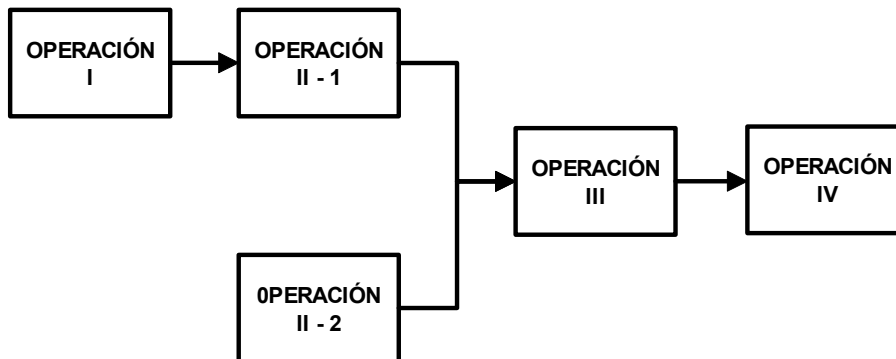 OPERACIÓN
I
OPERACIÓN
II - 1
OPERACIÓN
III
OPERACIÓN
IV
0PERACIÓN
II - 2